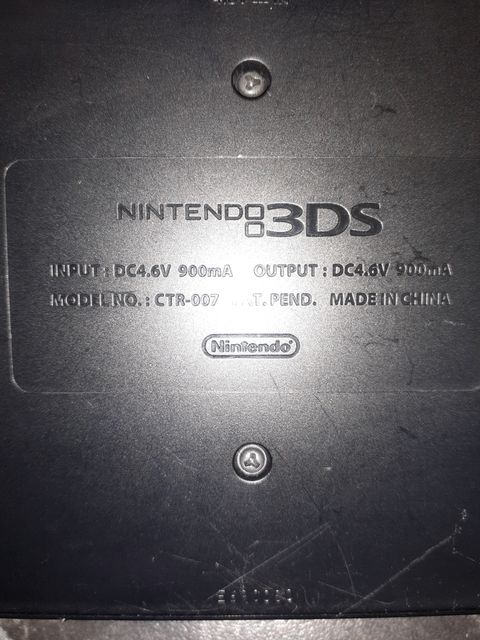 NINTENDO 3DS
INPUT : DC4.6V 900mA OUTPUT : DC4.6V 900mA
MODEL NO. : CTR-007 PEND. MADE IN CHINA
Nintendo